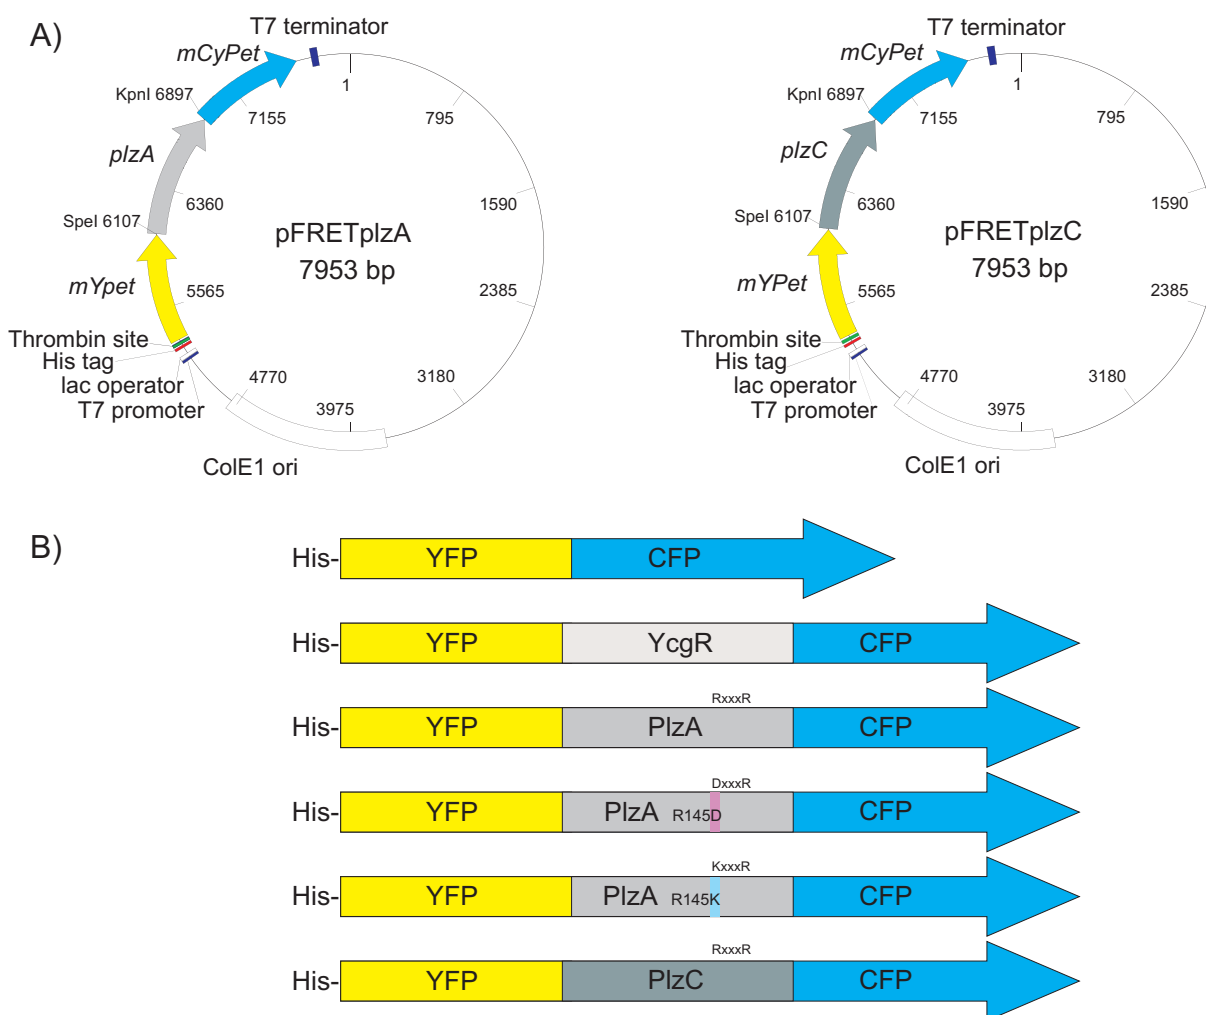 A)
T7 terminator
mCyPet
KpnI 6897
1
7155
795
plzA
SpeI 6107
6360
1590
pFRETplzA
7953 bp
mYpet
5565
2385
Thrombin site
His tag
lac operator
T7 promoter
4770
3180
3975
ColE1 ori
T7 terminator
mCyPet
KpnI 6897
1
7155
795
plzC
SpeI 6107
6360
1590
pFRETplzC
7953 bp
mYPet
5565
2385
Thrombin site
His tag
lac operator
T7 promoter
4770
3180
3975
ColE1 ori
B)
His- YFP CFP
His- YFP YcgR CFP
RxxxR
His- YFP PlzA CFP
DxxxR
His- YFP PlzA R145D CFP
KxxxR
His- YFP PlzA R145K CFP
RxxxR
His- YFP PlzC CFP